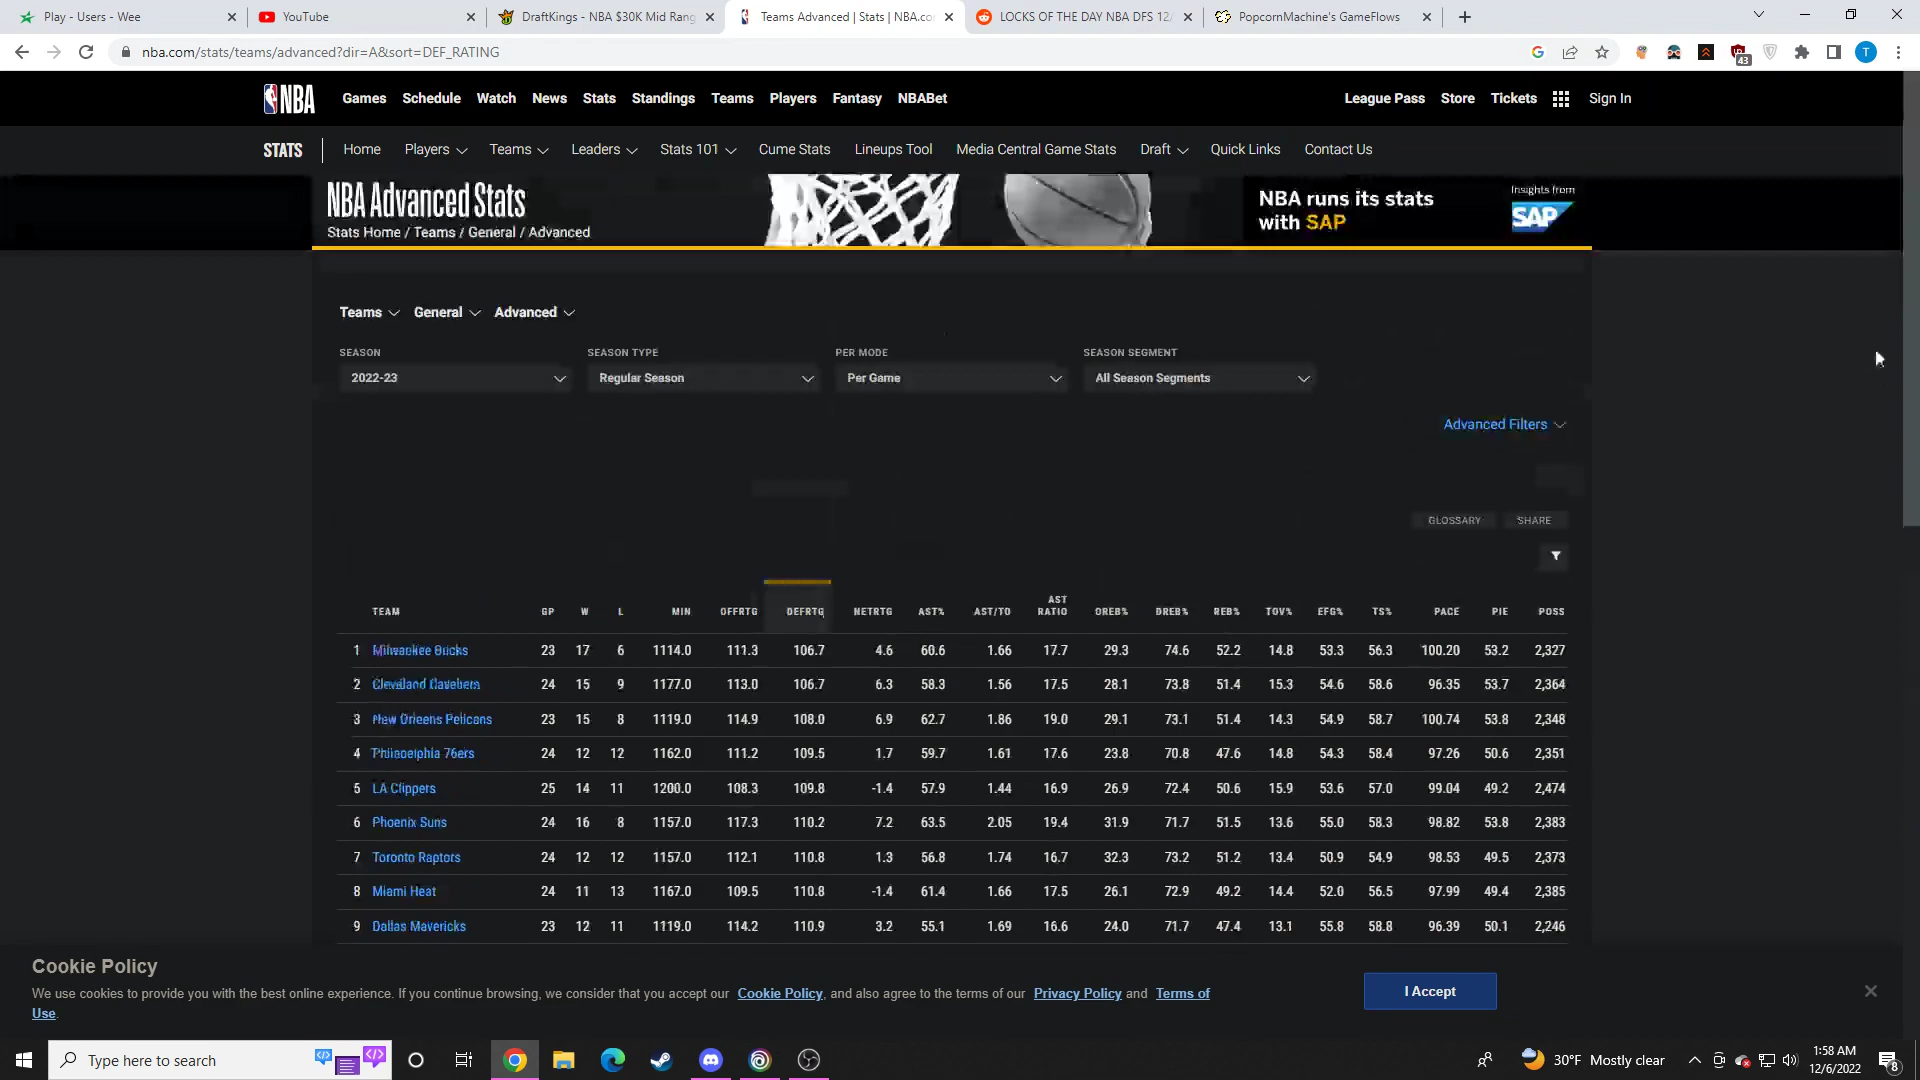 Play - Users - Wee
YouTube
DraftKings - NBA $30K Mid Rang
Teams Advanced | Stats | NBA.co
LOCKS OF THE DAY NBA DFS 12/
PopcornMachine's GameFlows
nba.com/stats/teams/advanced?dir=A&sort=DEF_RATING
43
T
NBA Games Schedule Watch News Stats Standings Teams Players Fantasy NBABet League Pass Store Tickets Sign In
STATS Home Players Teams Leaders Stats 101 Cume Stats Lineups Tool Media Central Game Stats Draft Quick Links Contact Us
NBA Advanced Stats
Stats Home / Teams / General / Advanced
NBA runs its stats
with SAP
Insights from
SAP
Teams General Advanced
SEASON SEASON TYPE PER MODE SEASON SEGMENT
2022-23 Regular Season Per Game All Season Segments
Advanced Filters
GLOSSARY SHARE
TEAM GP W L MIN OFFRTG DEFRTG NETRTG AST% AST/TO AST RATIO OREB% DREB% REB% TOV% EFG% TS% PACE PIE POSS
1 Milwaukee Bucks 23 17 6 1114.0 111.3 106.7 4.6 60.6 1.66 17.7 29.3 74.6 52.2 14.8 53.3 56.3 100.20 53.2 2,327
2 Cleveland Cavaliers 24 15 9 1177.0 113.0 106.7 6.3 58.3 1.56 17.5 28.1 73.8 51.4 15.3 54.6 58.6 96.35 53.7 2,364
3 New Orleans Pelicans 23 15 8 1119.0 114.9 108.0 6.9 62.7 1.86 19.0 29.1 73.1 51.4 14.3 54.9 58.7 100.74 53.8 2,348
4 Philadelphia 76ers 24 12 12 1162.0 111.2 109.5 1.7 59.7 1.61 17.6 23.8 70.8 47.6 14.8 54.3 58.4 97.26 50.6 2,351
5 LA Clippers 25 14 11 1200.0 108.3 109.8 -1.4 57.9 1.44 16.9 26.9 72.4 50.6 15.9 53.6 57.0 99.04 49.2 2,474
6 Phoenix Suns 24 16 8 1157.0 117.3 110.2 7.2 63.5 2.05 19.4 31.9 71.7 51.5 13.6 55.0 58.3 98.82 53.8 2,383
7 Toronto Raptors 24 12 12 1157.0 112.1 110.8 1.3 56.8 1.74 16.7 32.3 73.2 51.2 13.4 50.9 54.9 98.53 49.5 2,373
8 Miami Heat 24 11 13 1167.0 109.5 110.8 -1.4 61.4 1.66 17.5 26.1 72.9 49.2 14.4 52.0 56.5 97.99 49.4 2,385
9 Dallas Mavericks 23 12 11 1119.0 114.2 110.9 3.2 55.1 1.69 16.6 24.0 71.7 47.4 13.1 55.8 58.8 96.39 50.1 2,246
Cookie Policy
We use cookies to provide you with the best online experience. If you continue browsing, we consider that you accept our Cookie Policy, and also agree to the terms of our Privacy Policy and Terms of
Use.
I Accept
Type here to search
30°F Mostly clear
1:58 AM
12/6/2022
8